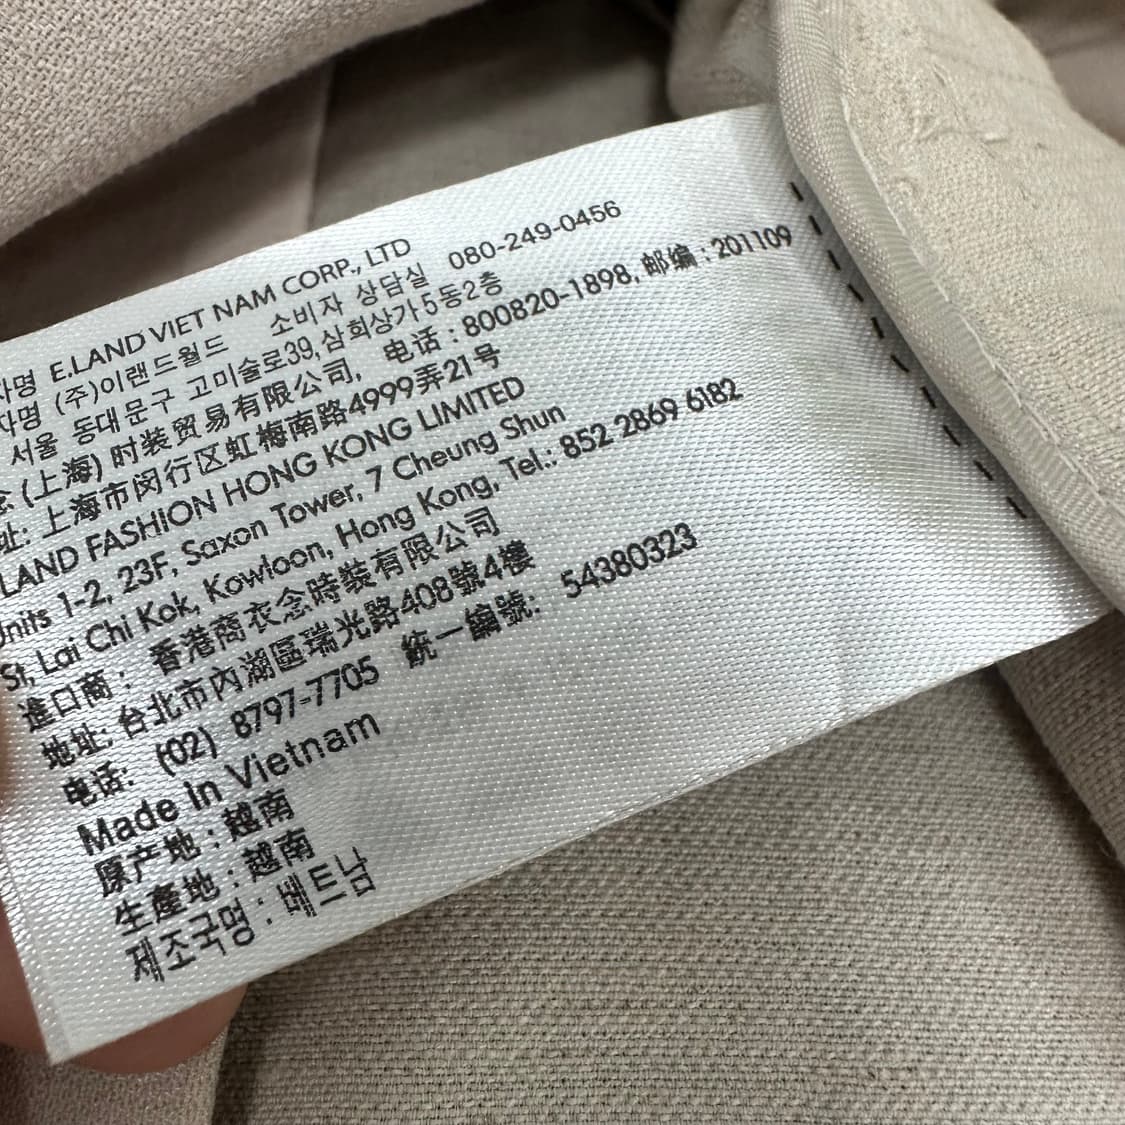 자명 E.LAND VIET NAM CORP., LTD
자명 (주)이랜드월드 소비자 상담실 080-249-0456
서울 동대문구 고미술로39,삼희상가5동2층
念(上海)时装贸易有限公司, 电话:800820-1898, 邮编:201109
址: 上海市闵行区虹梅南路4999弄21号
LAND FASHION HONG KONG LIMITED
Units 1-2, 23F, Saxon Tower, 7 Cheung Shun
St, Lai Chi Kok, Kowloon, Hong Kong, Tel.: 852 2869 6182
進口商: 香港商衣念時裝有限公司
地址: 台北市內湖區瑞光路408號4樓
电话: (02) 8797-7705 統一編號: 54380323
Made in Vietnam
原产地:越南
生產地:越南
제조국명:베트남